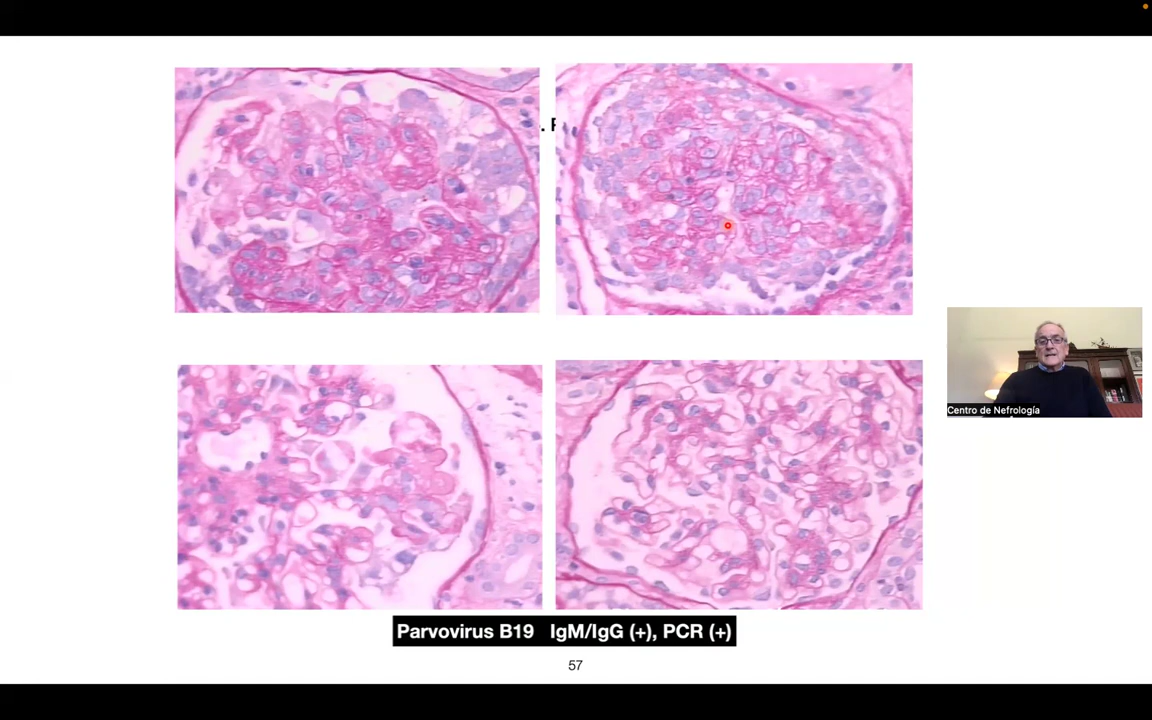 Centro de Nefrología
Parvovirus B19 IgM/IgG (+), PCR (+)
57